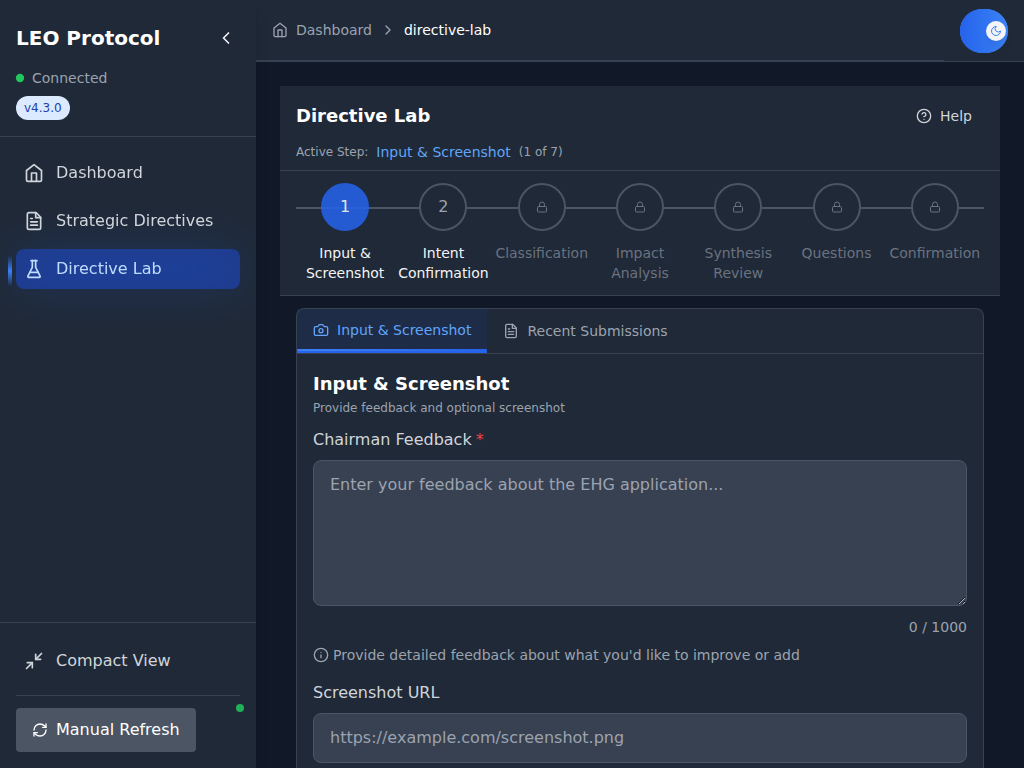 LEO Protocol
Connected
v4.3.0
Dashboard
Strategic Directives
Directive Lab
Compact View
Manual Refresh
Dashboard
directive-lab
Directive Lab
Help
Active Step: Input & Screenshot (1 of 7)
1
2
Input &
Screenshot
Intent
Confirmation
Classification
Impact
Analysis
Synthesis
Review
Questions
Confirmation
Input & Screenshot
Recent Submissions
Input & Screenshot
Provide feedback and optional screenshot
Chairman Feedback *
Enter your feedback about the EHG application...
0 / 1000
Provide detailed feedback about what you'd like to improve or add
Screenshot URL
https://example.com/screenshot.png